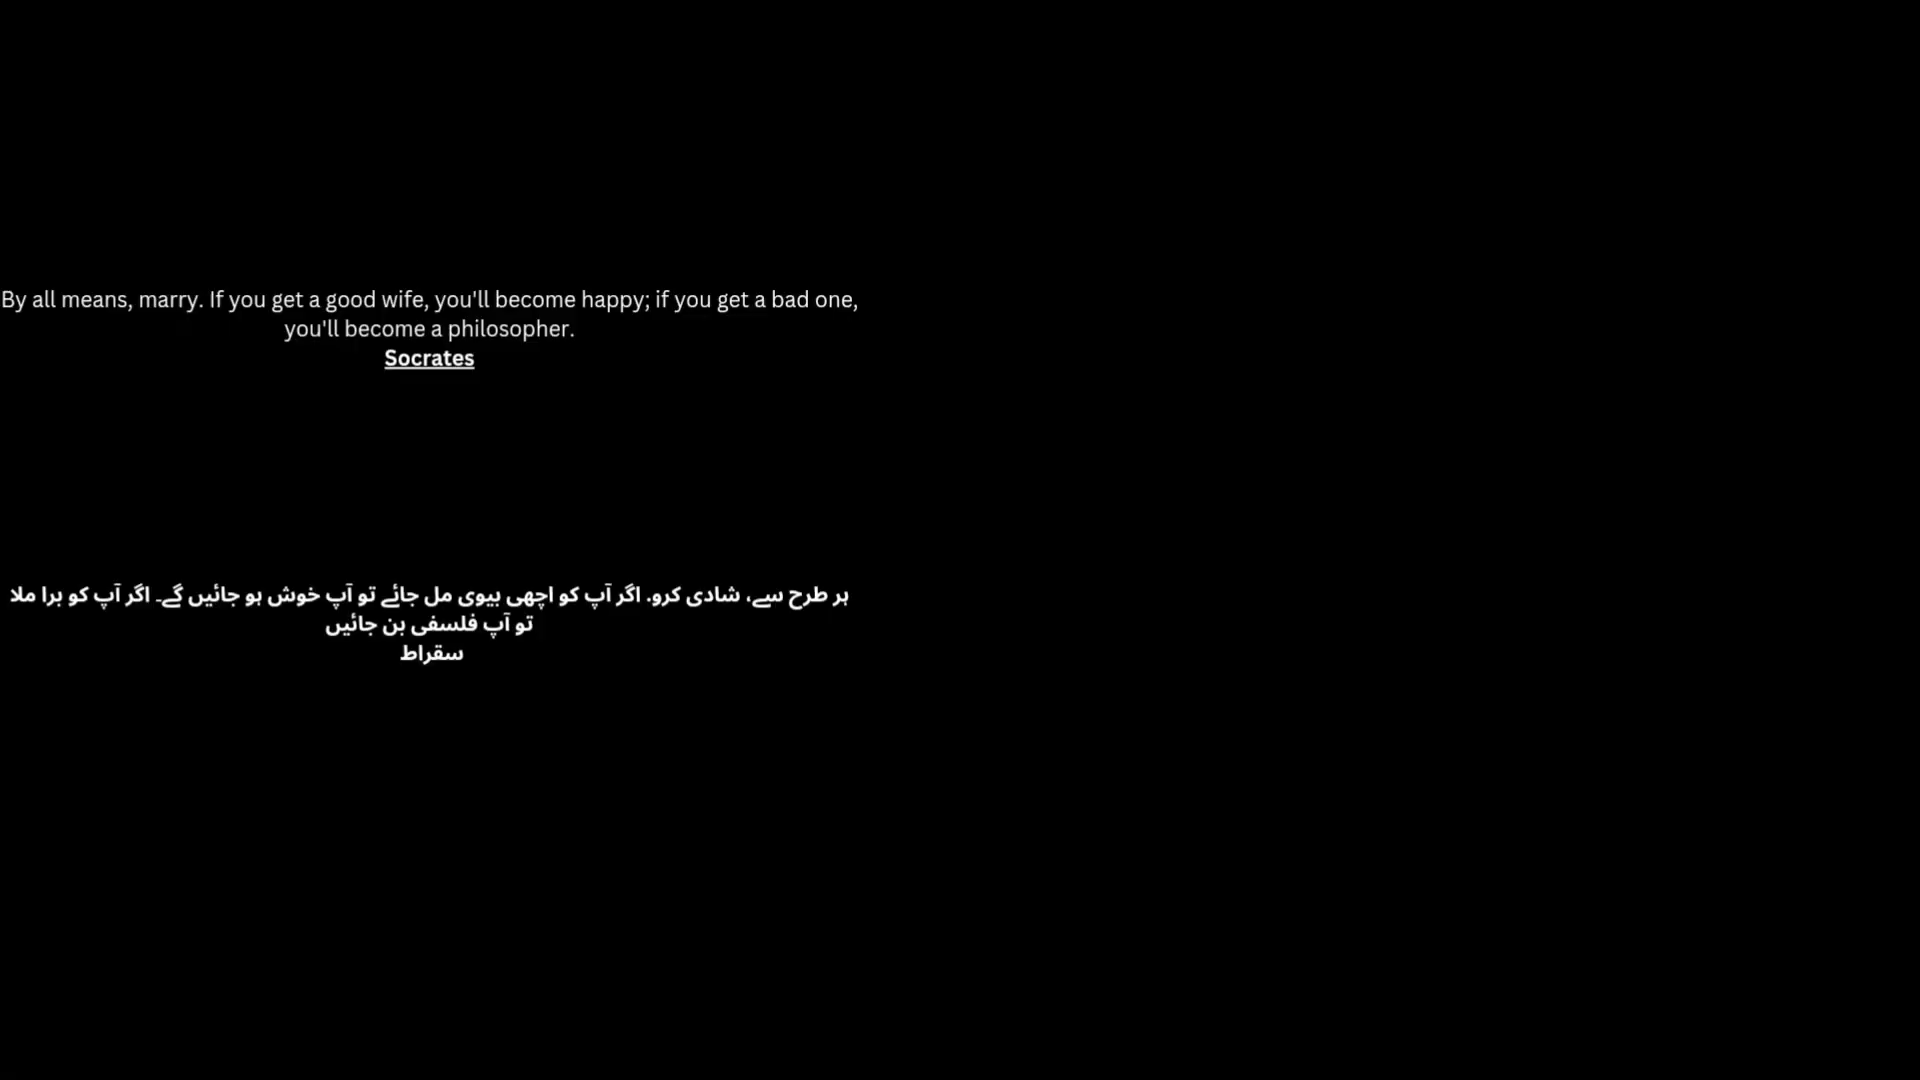 By all means, marry. If you get a good wife, you'll become happy; if you get a bad one,
you'll become a philosopher.
Socrates
ہر طرح سے، شادی کرو. اگر آپ کو اچھی بیوی مل جائے تو آپ خوش ہو جائیں گے۔ اگر آپ کو برا ملا
تو آپ فلسفی بن جائیں
سقراط